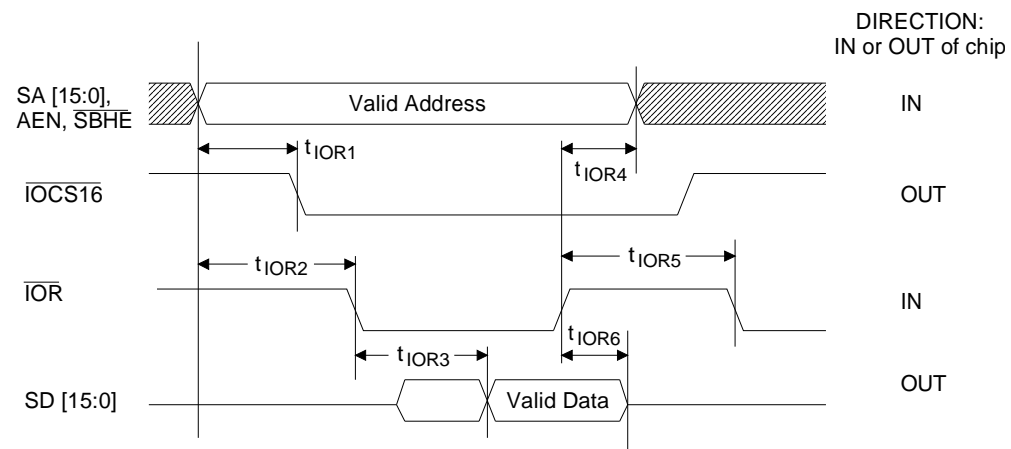 DIRECTION:
IN or OUT of chip
SA [15:0],
AEN, SBHE
Valid Address
IN
tIOR1
tIOR4
IOCS16
OUT
tIOR2
tIOR5
IOR
IN
tIOR3
tIOR6
OUT
SD [15:0]
Valid Data